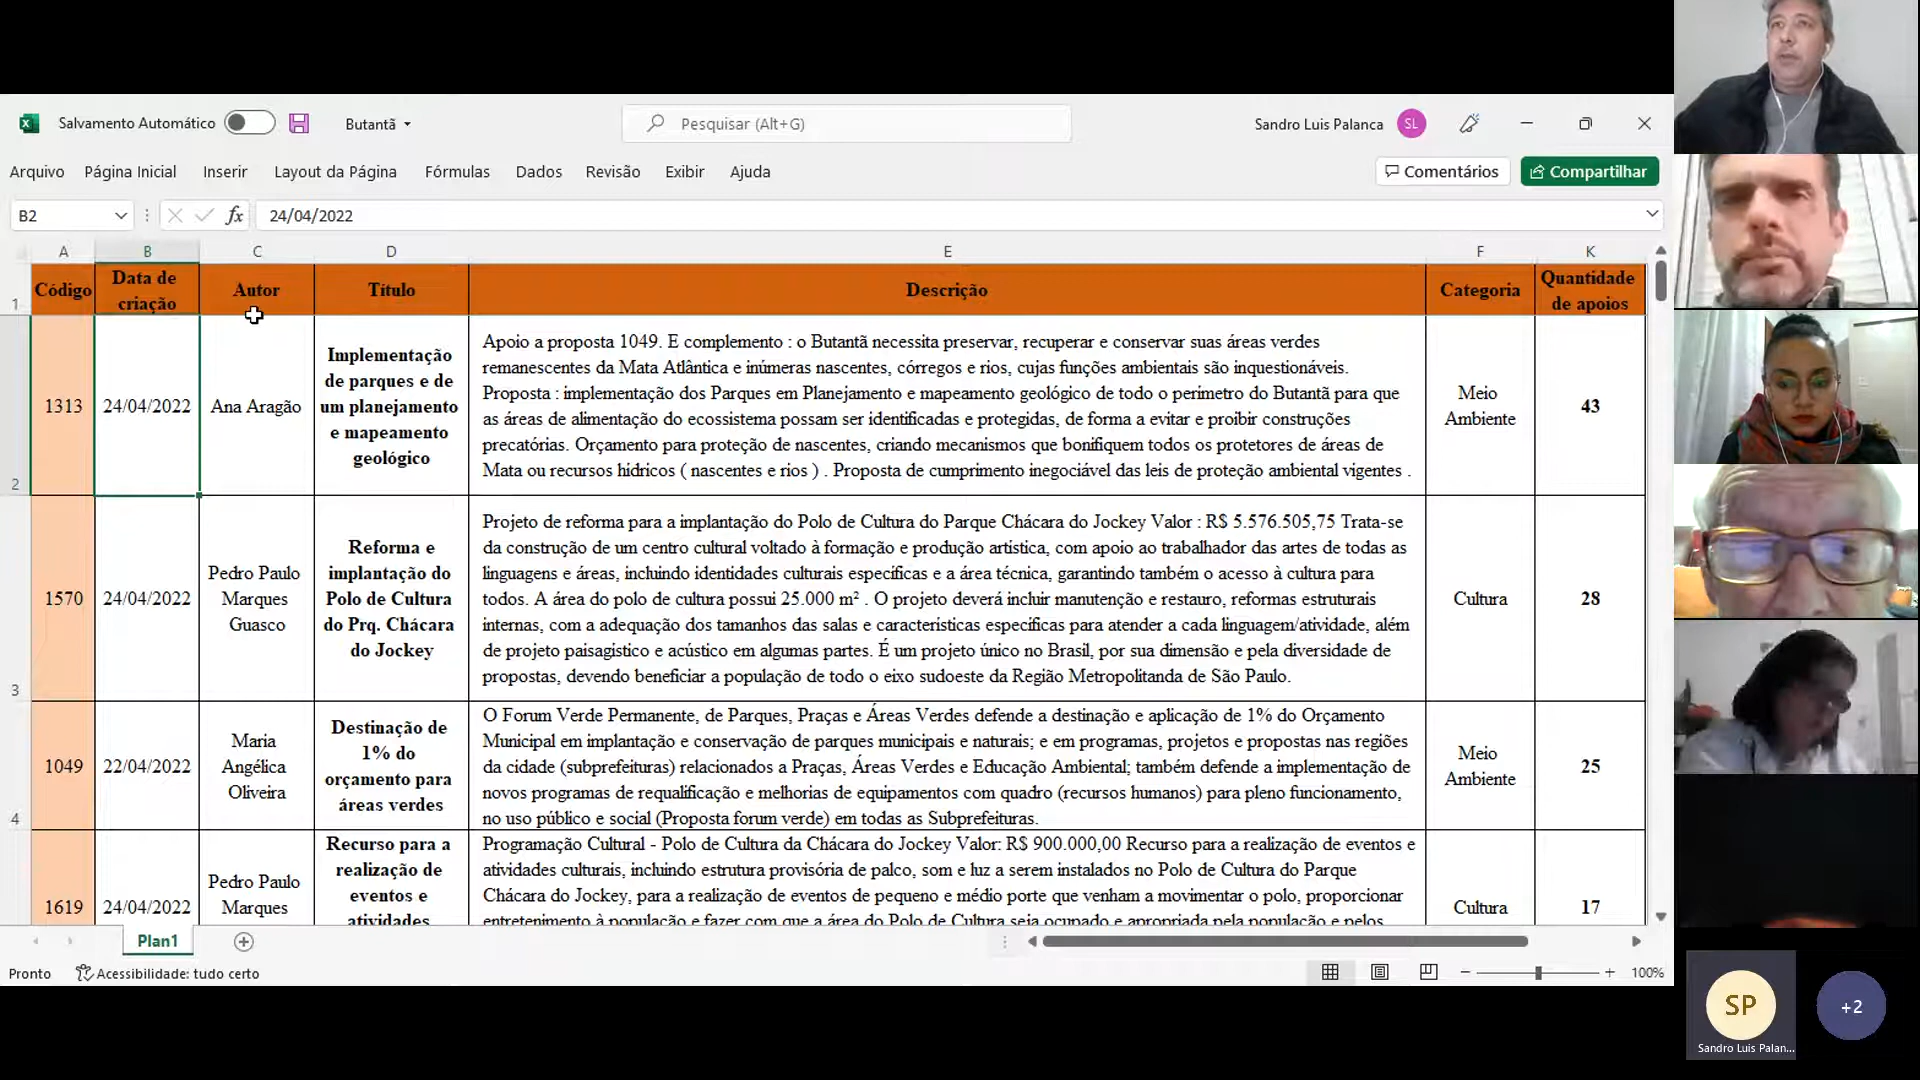 Salvamento Automático
Butantã
Pesquisar (Alt+G)
Sandro Luis Palanca
SL
Arquivo
Página Inicial
Inserir
Layout da Página
Fórmulas
Dados
Revisão
Exibir
Ajuda
Comentários
Compartilhar
B2
fx
24/04/2022
A
B
C
D
E
F
K
1
Código
Data de
criação
Autor
Título
Descrição
Categoria
Quantidade
de apoios
2
1313
24/04/2022
Ana Aragão
Implementação
de parques e de
um planejamento
e mapeamento
geológico
Apoio a proposta 1049. E complemento : o Butantã necessita preservar, recuperar e conservar suas áreas verdes
remanescentes da Mata Atlântica e inúmeras nascentes, córregos e rios, cujas funções ambientais são inquestionáveis.
Proposta : implementação dos Parques em Planejamento e mapeamento geológico de todo o perímetro do Butantã para que
as áreas de alimentação do ecossistema possam ser identificadas e protegidas, de forma a evitar e proibir construções
precatórias. Orçamento para proteção de nascentes, criando mecanismos que bonifiquem todos os protetores de áreas de
Mata ou recursos hídricos ( nascentes e rios ) . Proposta de cumprimento inegociável das leis de proteção ambiental vigentes .
Meio
Ambiente
43
3
1570
24/04/2022
Pedro Paulo
Marques
Guasco
Reforma e
implantação do
Polo de Cultura
do Prq. Chácara
do Jockey
Projeto de reforma para a implantação do Polo de Cultura do Parque Chácara do Jockey Valor : R$ 5.576.505,75 Trata-se
da construção de um centro cultural voltado à formação e produção artística, com apoio ao trabalhador das artes de todas as
linguagens e áreas, incluindo identidades culturais específicas e a área técnica, garantindo também o acesso à cultura para
todos. A área do polo de cultura possui 25.000 m² . O projeto deverá incluir manutenção e restauro, reformas estruturais
internas, com a adequação dos tamanhos das salas e características específicas para atender a cada linguagem/atividade, além
de projeto paisagistico e acústico em algumas partes. É um projeto único no Brasil, por sua dimensão e pela diversidade de
propostas, devendo beneficiar a população de todo o eixo sudoeste da Região Metropolitanda de São Paulo.
Cultura
28
4
1049
22/04/2022
Maria
Angélica
Oliveira
Destinação de
1% do
orçamento para
áreas verdes
O Forum Verde Permanente, de Parques, Praças e Áreas Verdes defende a destinação e aplicação de 1% do Orçamento
Municipal em implantação e conservação de parques municipais e naturais; e em programas, projetos e propostas nas regiões
da cidade (subprefeituras) relacionados a Praças, Áreas Verdes e Educação Ambiental; também defende a implementação de
novos programas de requalificação e melhorias de equipamentos com quadro (recursos humanos) para pleno funcionamento,
no uso público e social (Proposta forum verde) em todas as Subprefeituras.
Meio
Ambiente
25
1619
24/04/2022
Pedro Paulo
Marques
Recurso para a
realização de
eventos e
atividades
Programação Cultural - Polo de Cultura da Chácara do Jockey Valor: R$ 900.000,00 Recurso para a realização de eventos e
atividades culturais, incluindo estrutura provisória de palco, som e luz a serem instalados no Polo de Cultura do Parque
Chácara do Jockey, para a realização de eventos de pequeno e médio porte que venham a movimentar o polo, proporcionar
entretenimento à população e fazer com que a área do Polo de Cultura seja ocupado e apropriada pela população e pelos
Cultura
17
Plan1
Pronto
Acessibilidade: tudo certo
100%
SP
Sandro Luis Palan...
+2